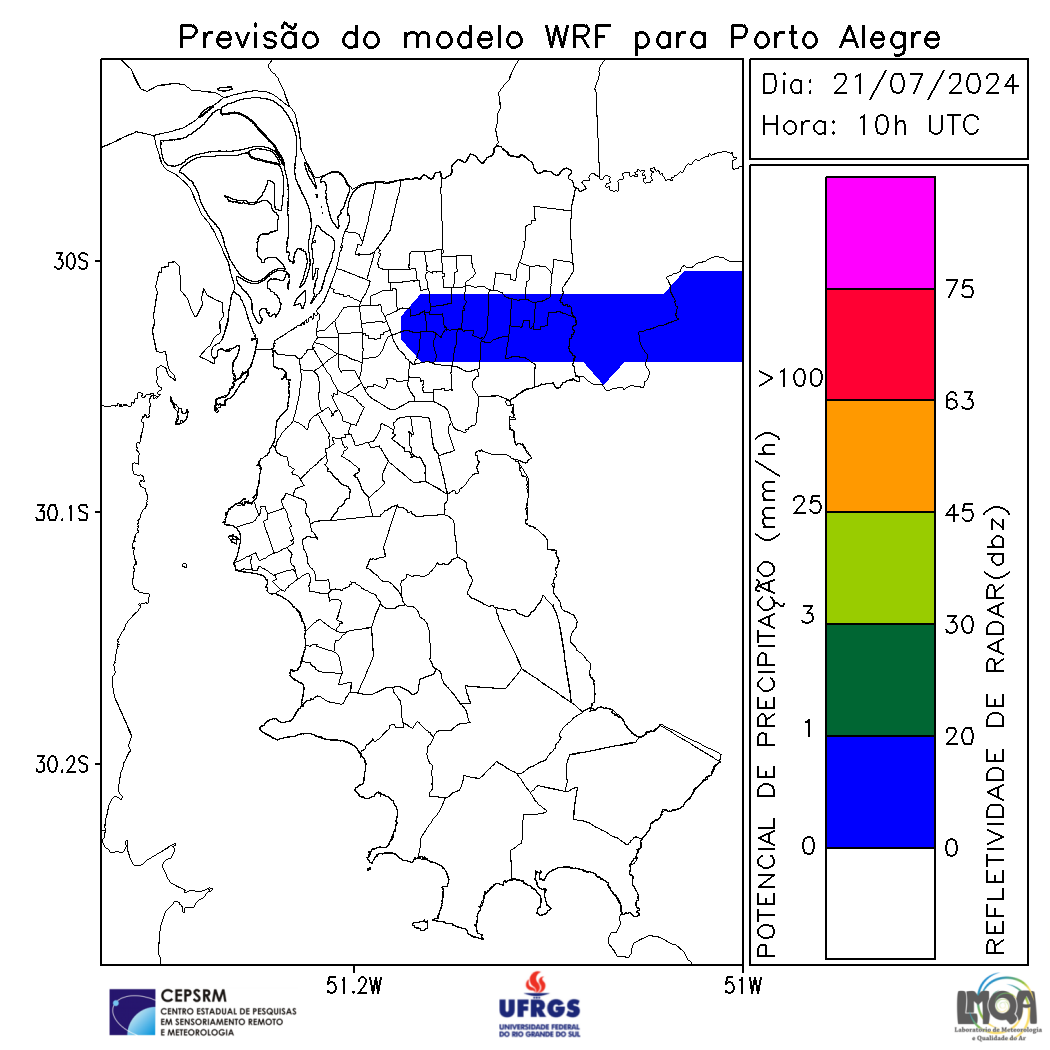 Previsão do modelo WRF para Porto Alegre
Dia: 21/07/2024
Hora: 10h UTC
30S
30.1S
30.2S
51.2W
51W
POTENCIAL DE PRECIPITAÇÃO (mm/h)
>100
25
3
1
0
75
63
45
30
20
0
REFLETIVIDADE DE RADAR(dbz)
CEPSRM
CENTRO ESTADUAL DE PESQUISAS
EM SENSORIAMENTO REMOTO
E METEOROLOGIA
UFRGS
UNIVERSIDADE FEDERAL
DO RIO GRANDE DO SUL
LMQA
Laboratório de Meteorologia
e Qualidade do Ar